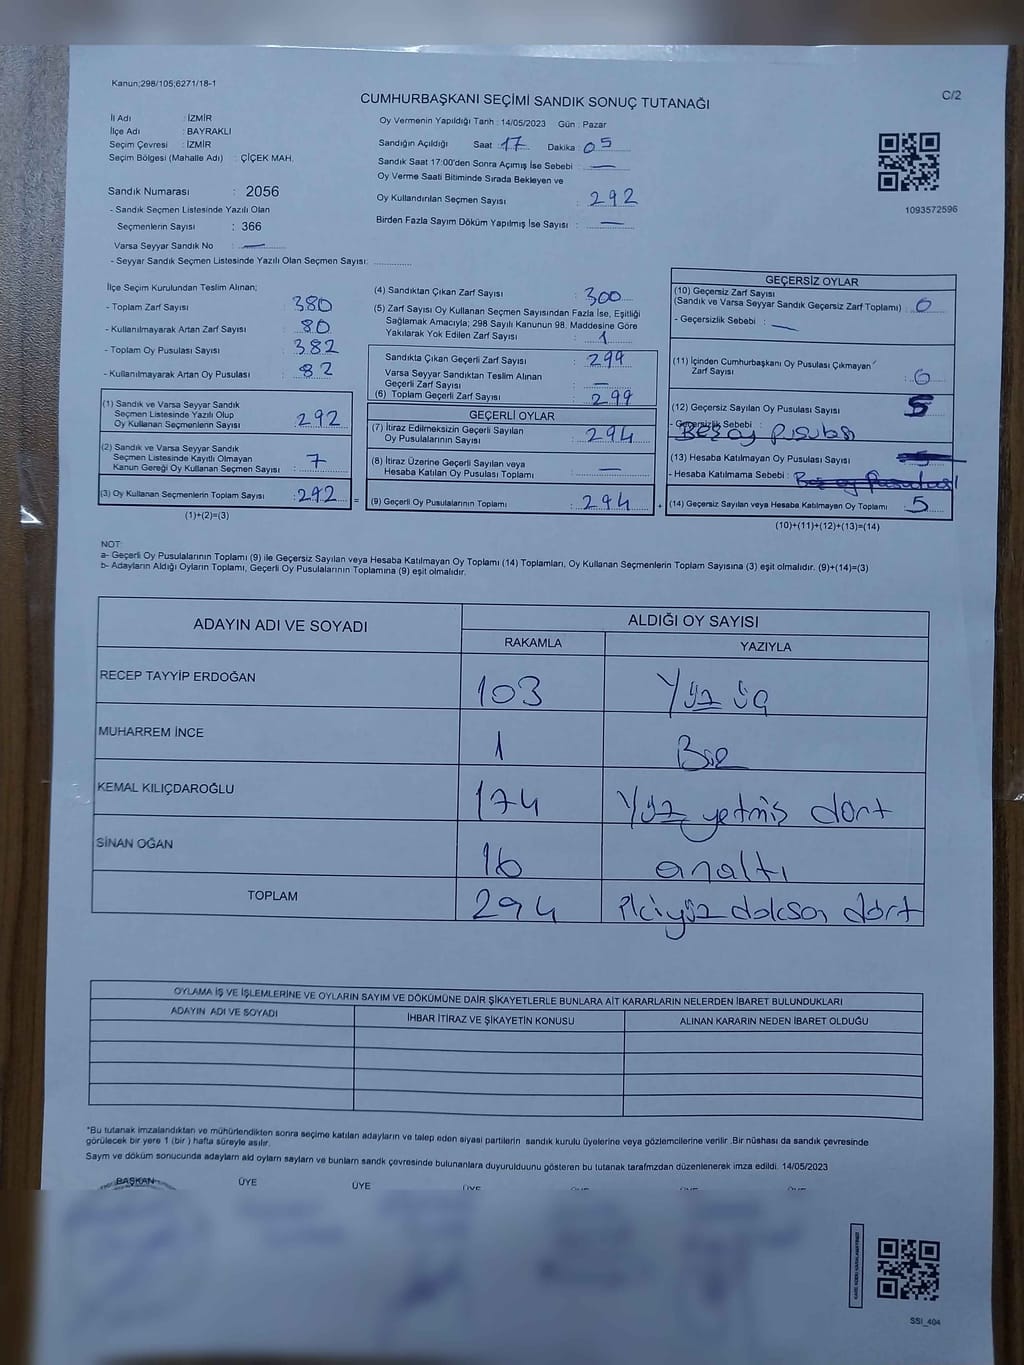 Kanun;298/105;6271/18-1
C/2
CUMHURBAŞKANI SEÇİMİ SANDIK SONUÇ TUTANAĞI
İl Adı : İZMİR
İlçe Adı : BAYRAKLI
Seçim Çevresi : İZMİR
Seçim Bölgesi (Mahalle Adı) : ÇİÇEK MAH.
Sandık Numarası : 2056
- Sandık Seçmen Listesinde Yazılı Olan
Seçmenlerin Sayısı : 366
Varsa Seyyar Sandık No : —
- Seyyar Sandık Seçmen Listesinde Yazılı Olan Seçmen Sayısı:
Oy Vermenin Yapıldığı Tarih : 14/05/2023 Gün : Pazar
Sandığın Açıldığı Saat : 17 Dakika : 05
Sandık Saat 17:00'den Sonra Açımış İse Sebebi : —
Oy Verme Saati Bitiminde Sırada Bekleyen ve
Oy Kullandırılan Seçmen Sayısı : 292
Birden Fazla Sayım Döküm Yapılmış İse Sayısı : —
1093572596
İlçe Seçim Kurulundan Teslim Alınan;
- Toplam Zarf Sayısı : 380
- Kullanılmayarak Artan Zarf Sayısı : 80
- Toplam Oy Pusulası Sayısı : 382
- Kullanılmayarak Artan Oy Pusulası : 82
(1) Sandık ve Varsa Seyyar Sandık
Seçmen Listesinde Yazılı Olup
Oy Kullanan Seçmenlerin Sayısı : 292
(2) Sandık ve Varsa Seyyar Sandık
Seçmen Listesinde Kayıtlı Olmayan
Kanun Gereği Oy Kullanan Seçmen Sayısı : 7
(3) Oy Kullanan Seçmenlerin Toplam Sayısı : 292
(1)+(2)=(3)
(4) Sandıktan Çıkan Zarf Sayısı : 300
(5) Zarf Sayısı Oy Kullanan Seçmen Sayısından Fazla İse, Eşitliği
Sağlamak Amacıyla; 298 Sayılı Kanunun 98. Maddesine Göre
Yakılarak Yok Edilen Zarf Sayısı : 1
Sandıkta Çıkan Geçerli Zarf Sayısı : 299
Varsa Seyyar Sandıktan Teslim Alınan
Geçerli Zarf Sayısı : —
(6) Toplam Geçerli Zarf Sayısı : 299
GEÇERLİ OYLAR
(7) İtiraz Edilmeksizin Geçerli Sayılan
Oy Pusulalarının Sayısı : 294
(8) İtiraz Üzerine Geçerli Sayılan veya
Hesaba Katılan Oy Pusulaları Toplamı : —
= (9) Geçerli Oy Pusulalarının Toplamı : 294
GEÇERSİZ OYLAR
(10) Geçersiz Zarf Sayısı
(Sandık ve Varsa Seyyar Sandık Geçersiz Zarf Toplamı) : 0
- Geçersizlik Sebebi : —
(11) İçinden Cumhurbaşkanı Oy Pusulası Çıkmayan
Zarf Sayısı : 0
(12) Geçersiz Sayılan Oy Pusulası Sayısı : 5
- Geçersizlik Sebebi :
Beş oy pusulası
(13) Hesaba Katılmayan Oy Pusulası Sayısı
- Hesaba Katılmama Sebebi : Beş oy pusulası
+ (14) Geçersiz Sayılan veya Hesaba Katılmayan Oy Toplamı 5
(10)+(11)+(12)+(13)=(14)
NOT:
a- Geçerli Oy Pusulalarının Toplamı (9) ile Geçersiz Sayılan veya Hesaba Katılmayan Oy Toplamı (14) Toplamları, Oy Kullanan Seçmenlerin Toplam Sayısına (3) eşit olmalıdır. (9)+(14)=(3)
b- Adayların Aldığı Oyların Toplamı, Geçerli Oy Pusulalarının Toplamına (9) eşit olmalıdır.
ADAYIN ADI VE SOYADI ALDIĞI OY SAYISI
RAKAMLA YAZIYLA
RECEP TAYYİP ERDOĞAN 103 Yüz üç
MUHARREM İNCE 1 Bir
KEMAL KILIÇDAROĞLU 174 Yüz yetmiş dört
SİNAN OĞAN 16 onaltı
TOPLAM 294 ikiyüz doksan dört
OYLAMA İŞ VE İŞLEMLERİNE VE OYLARIN SAYIM VE DÖKÜMÜNE DAİR ŞİKAYETLERLE BUNLARA AİT KARARLARIN NELERDEN İBARET BULUNDUKLARI
ADAYIN ADI VE SOYADI İHBAR İTİRAZ VE ŞİKAYETİN KONUSU ALINAN KARARIN NEDEN İBARET OLDUĞU
*Bu tutanak imzalandıktan ve mühürlendikten sonra seçime katılan adayların ve talep eden siyasi partilerin sandık kurulu üyelerine veya gözlemcilerine verilir .Bir nüshası da sandık çevresinde
görülecek bir yere 1 (bir ) hafta süreyle asılır.
Saym ve döküm sonucunda adaylarn ald oylarn saylarn ve bunlarn sandk çevresinde bulunanlara duyurulduunu gösteren bu tutanak tarafmzdan düzenlenerek imza edildi. 14/05/2023
BAŞKAN ÜYE ÜYE ÜYE
SSI_404